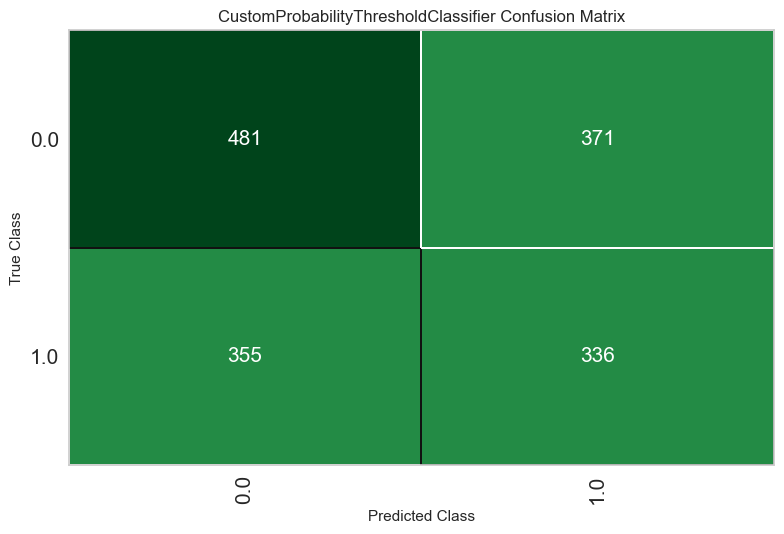 CustomProbabilityThresholdClassifier Confusion Matrix
True Class
0.0
481
371
1.0
355
336
0.0
1.0
Predicted Class